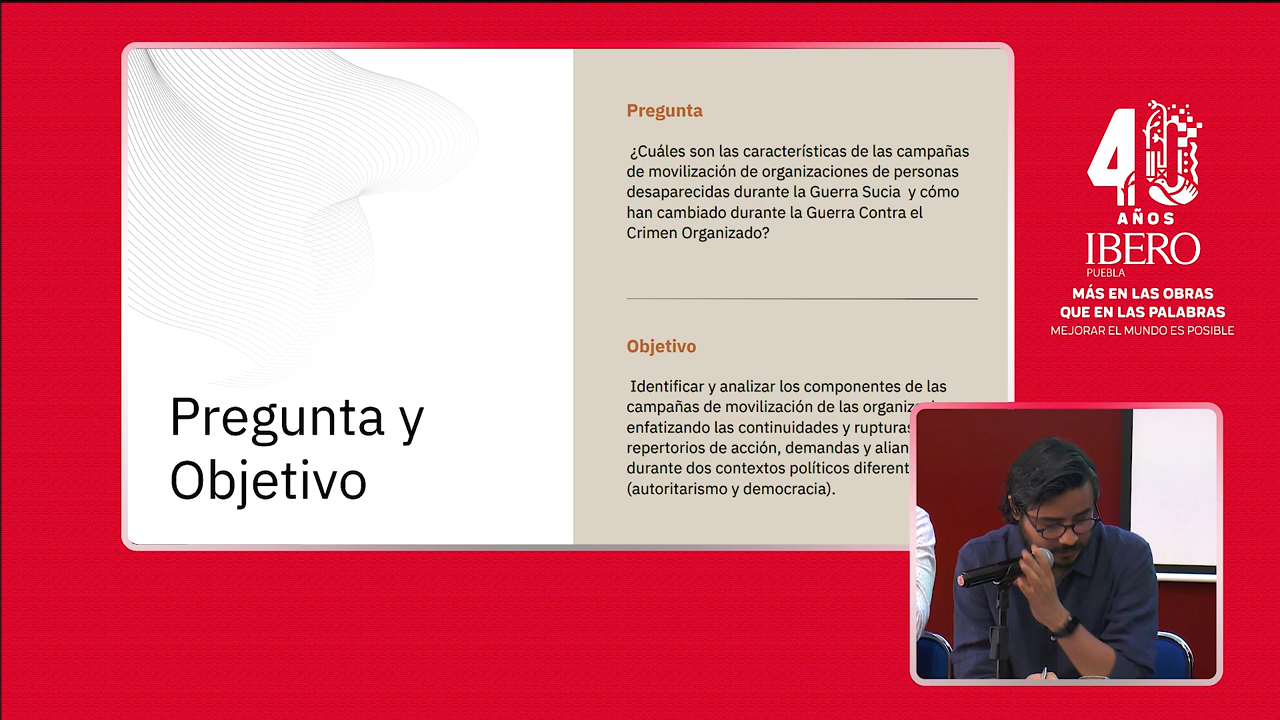 Pregunta y
Objetivo
Pregunta
¿Cuáles son las características de las campañas
de movilización de organizaciones de personas
desaparecidas durante la Guerra Sucia y cómo
han cambiado durante la Guerra Contra el
Crimen Organizado?
Objetivo
Identificar y analizar los componentes de las
campañas de movilización de las
enfatizando las continuidades y rupturas
repertorios de acción, demandas y
durante dos contextos políticos
(autoritarismo y democracia).
40
AÑOS
IBERO
PUEBLA
MÁS EN LAS OBRAS
QUE EN LAS PALABRAS
MEJORAR EL MUNDO ES POSIBLE